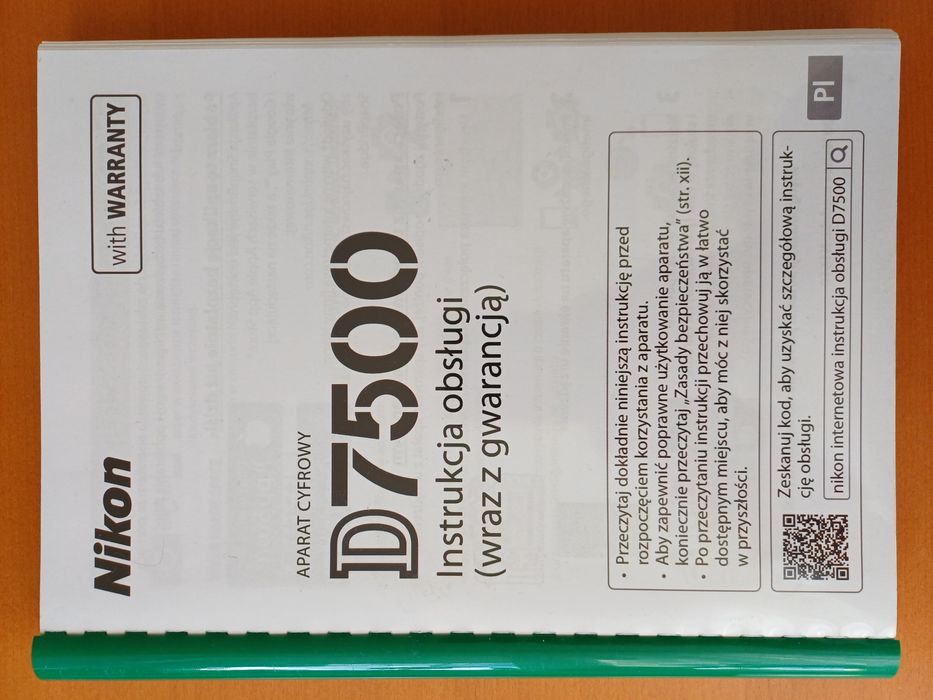 Nikon
with WARRANTY
APARAT CYFROWY
D7500
Instrukcja obsługi
(wraz z gwarancją)
• Przeczytaj dokładnie niniejszą instrukcję przed
rozpoczęciem korzystania z aparatu.
• Aby zapewnić poprawne użytkowanie aparatu,
koniecznie przeczytaj „Zasady bezpieczeństwa” (str. xii).
• Po przeczytaniu instrukcji przechowuj ją w łatwo
dostępnym miejscu, aby móc z niej skorzystać
w przyszłości.
Zeskanuj kod, aby uzyskać szczegółową instruk-
cję obsługi.
nikon internetowa instrukcja obsługi D7500
Pl